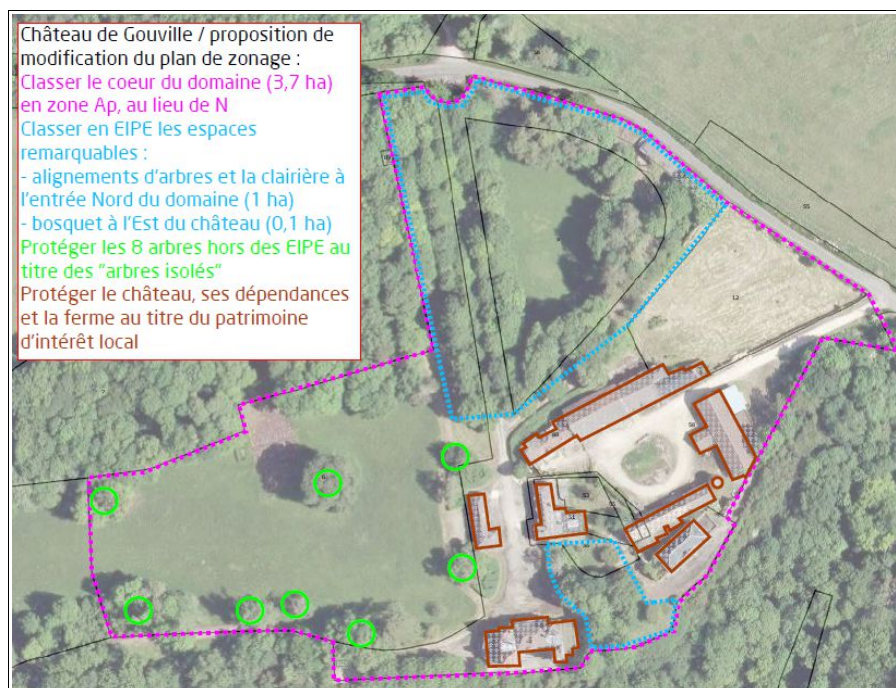 Château de Gouville / proposition de
modification du plan de zonage :
Classer le coeur du domaine (3,7 ha)
en zone Ap, au lieu de N
Classer en EIPE les espaces
remarquables :
- alignements d'arbres et la clairière à
l'entrée Nord du domaine (1 ha)
- bosquet à l'Est du château (0,1 ha)
Protéger les 8 arbres hors des EIPE au
titre des "arbres isolés"
Protéger le château, ses dépendances
et la ferme au titre du patrimoine
d'intérêt local
55
12